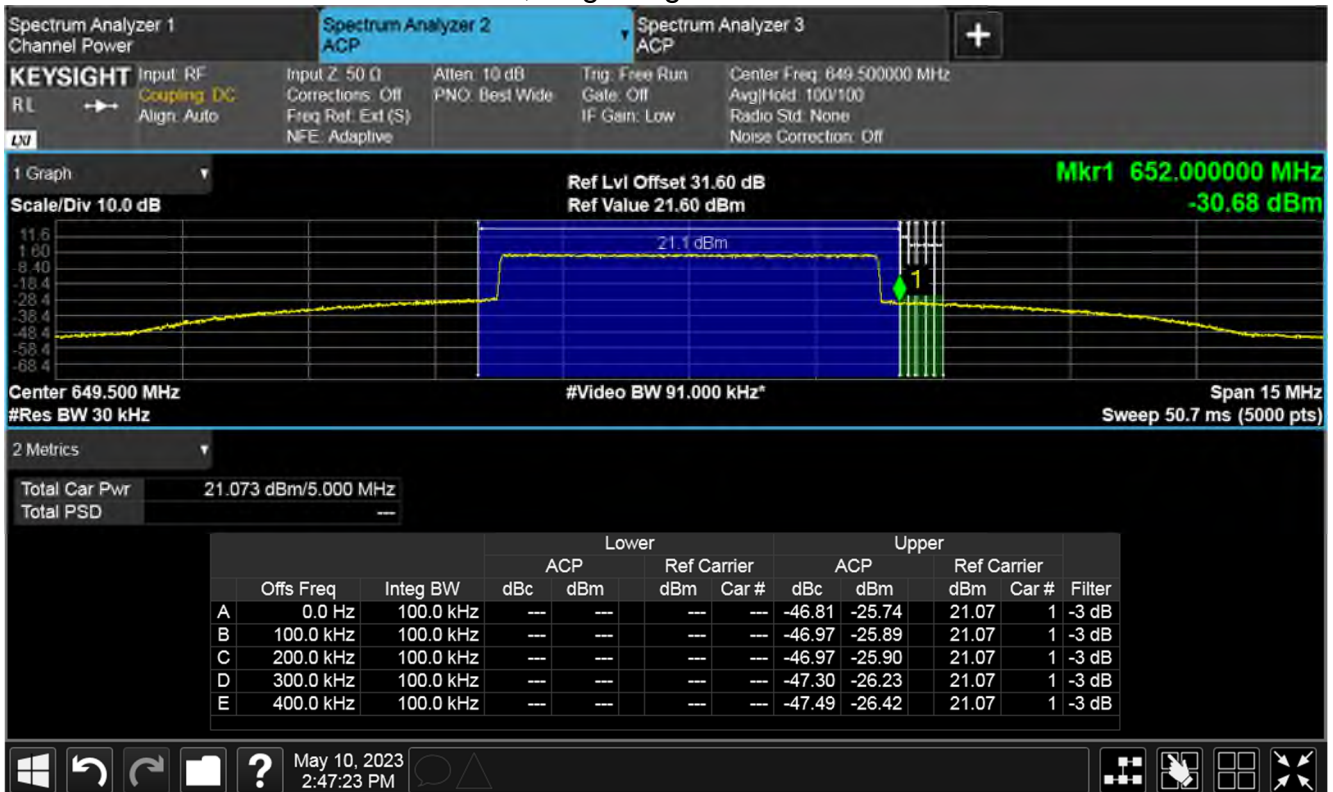 Spectrum Analyzer 1
Channel Power
Spectrum Analyzer 2
ACP
Spectrum Analyzer 3
ACP
KEYSIGHT
RL
LXI
Input: RF
Coupling: DC
Align: Auto
Input Z: 50 Ω
Corrections: Off
Freq Ref: Ext (S)
NFE: Adaptive
Atten: 10 dB
PNO: Best Wide
Trig: Free Run
Gate: Off
IF Gain: Low
Center Freq: 649.500000 MHz
Avg|Hold: 100/100
Radio Std: None
Noise Correction: Off
1 Graph
Scale/Div 10.0 dB
Ref Lvl Offset 31.60 dB
Ref Value 21.60 dBm
Mkr1 652.000000 MHz
-30.68 dBm
11.6
1.60
-8.40
-18.4
-28.4
-38.4
-48.4
-58.4
-68.4
21.1 dBm
1
Center 649.500 MHz
#Video BW 91.000 kHz*
Span 15 MHz
#Res BW 30 kHz
Sweep 50.7 ms (5000 pts)
2 Metrics
Total Car Pwr 21.073 dBm/5.000 MHz
Total PSD ---
Lower Upper
ACP Ref Carrier ACP Ref Carrier
Offs Freq Integ BW dBc dBm dBm Car # dBc dBm dBm Car # Filter
A 0.0 Hz 100.0 kHz --- --- --- --- -46.81 -25.74 21.07 1 -3 dB
B 100.0 kHz 100.0 kHz --- --- --- --- -46.97 -25.89 21.07 1 -3 dB
C 200.0 kHz 100.0 kHz --- --- --- --- -46.97 -25.90 21.07 1 -3 dB
D 300.0 kHz 100.0 kHz --- --- --- --- -47.30 -26.23 21.07 1 -3 dB
E 400.0 kHz 100.0 kHz --- --- --- --- -47.49 -26.42 21.07 1 -3 dB
?
May 10, 2023
2:47:23 PM